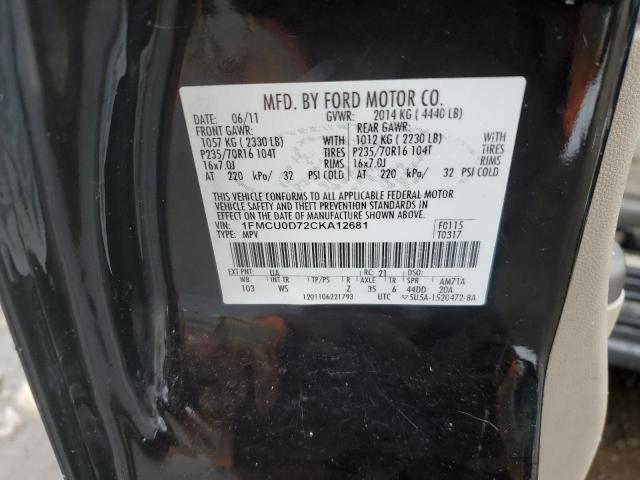 MFD. BY FORD MOTOR CO.
DATE: 06/11 GVWR: 2014 KG ( 4440 LB)
FRONT GAWR: REAR GAWR:
1057 KG ( 2330 LB) WITH 1012 KG ( 2230 LB) WITH
P235/70R16 104T TIRES P235/70R16 104T TIRES
16x7.0J RIMS 16x7.0J RIMS
AT 220 kPa/ 32 PSI COLD AT 220 kPa/ 32 PSI COLD
THIS VEHICLE CONFORMS TO ALL APPLICABLE FEDERAL MOTOR
VEHICLE SAFETY AND THEFT PREVENTION STANDARDS IN
EFFECT ON THE DATE OF MANUFACTURE SHOWN ABOVE.
VIN: 1FMCU0D72CKA12681 F0115
TYPE: MPV T0317
EXT PNT: UA RC: 21 DSO:
WB INT TR TP/PS R AXLE TR SPR AM71A
103 WS Z 35 6 44DD 20A
1201106221793 UTC ▽5U5A-1520472-BA